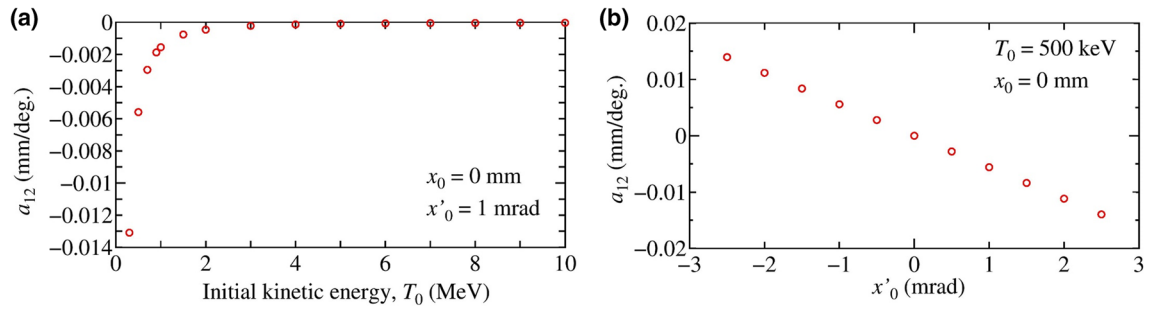 (a)
0
−0.002
−0.004
−0.006
−0.008
−0.01
−0.012
−0.014
a₁₂ (mm/deg.)
x₀ = 0 mm
x'₀ = 1 mrad
0 2 4 6 8 10
Initial kinetic energy, T₀ (MeV)
(b)
0.02
0.01
0
−0.01
−0.02
a₁₂ (mm/deg.)
T₀ = 500 keV
x₀ = 0 mm
−3 −2 −1 0 1 2 3
x'₀ (mrad)